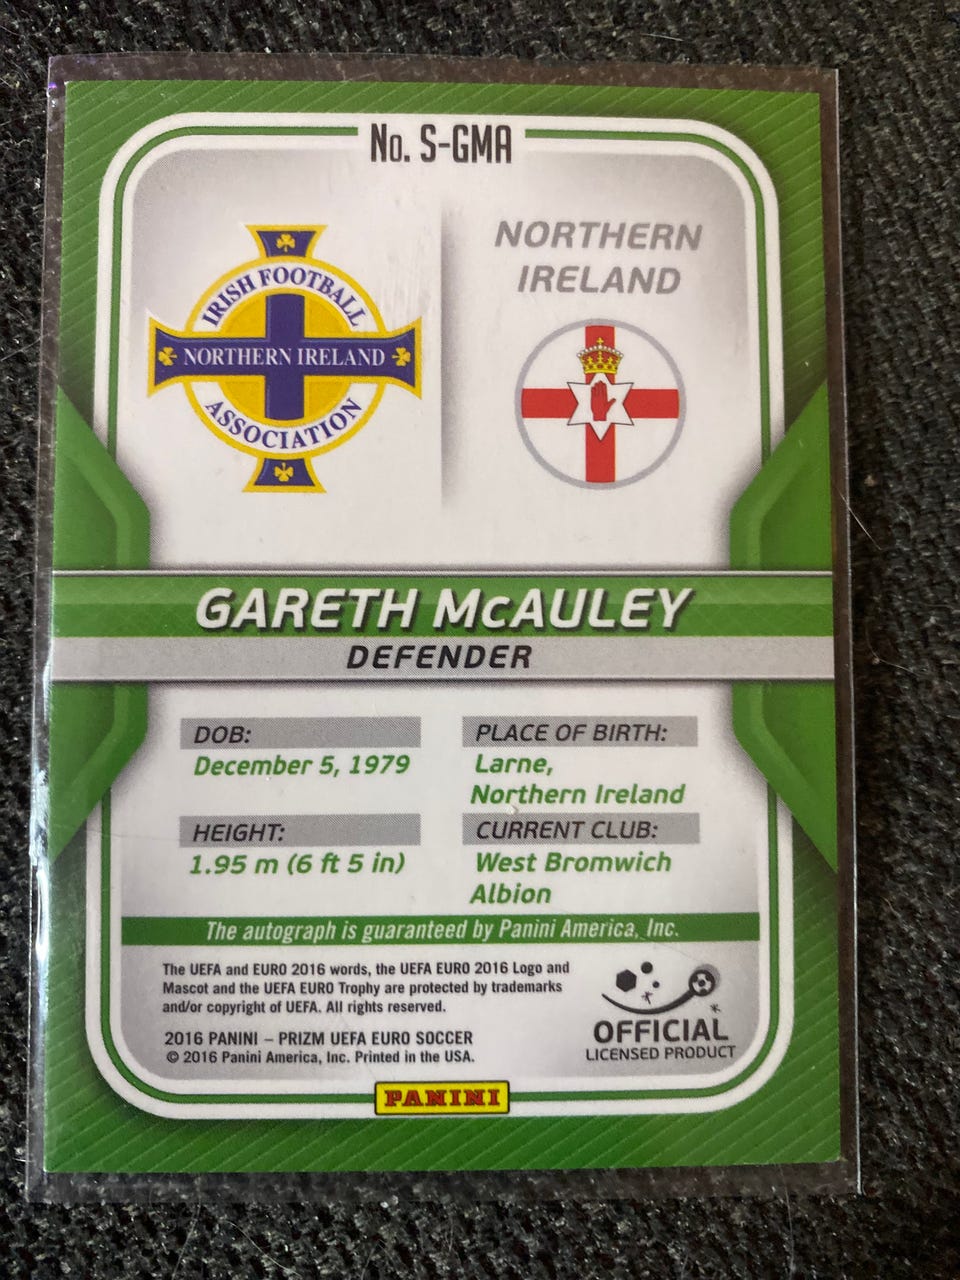 No. S-GMA
IRISH FOOTBALL
NORTHERN IRELAND
ASSOCIATION
NORTHERN
IRELAND
GARETH McAULEY
DEFENDER
DOB:
December 5, 1979
PLACE OF BIRTH:
Larne,
Northern Ireland
HEIGHT:
1.95 m (6 ft 5 in)
CURRENT CLUB:
West Bromwich
Albion
The autograph is guaranteed by Panini America, Inc.
The UEFA and EURO 2016 words, the UEFA EURO 2016 Logo and
Mascot and the UEFA EURO Trophy are protected by trademarks
and/or copyright of UEFA. All rights reserved.
2016 PANINI – PRIZM UEFA EURO SOCCER
© 2016 Panini America, Inc. Printed in the USA.
OFFICIAL
LICENSED PRODUCT
PANINI